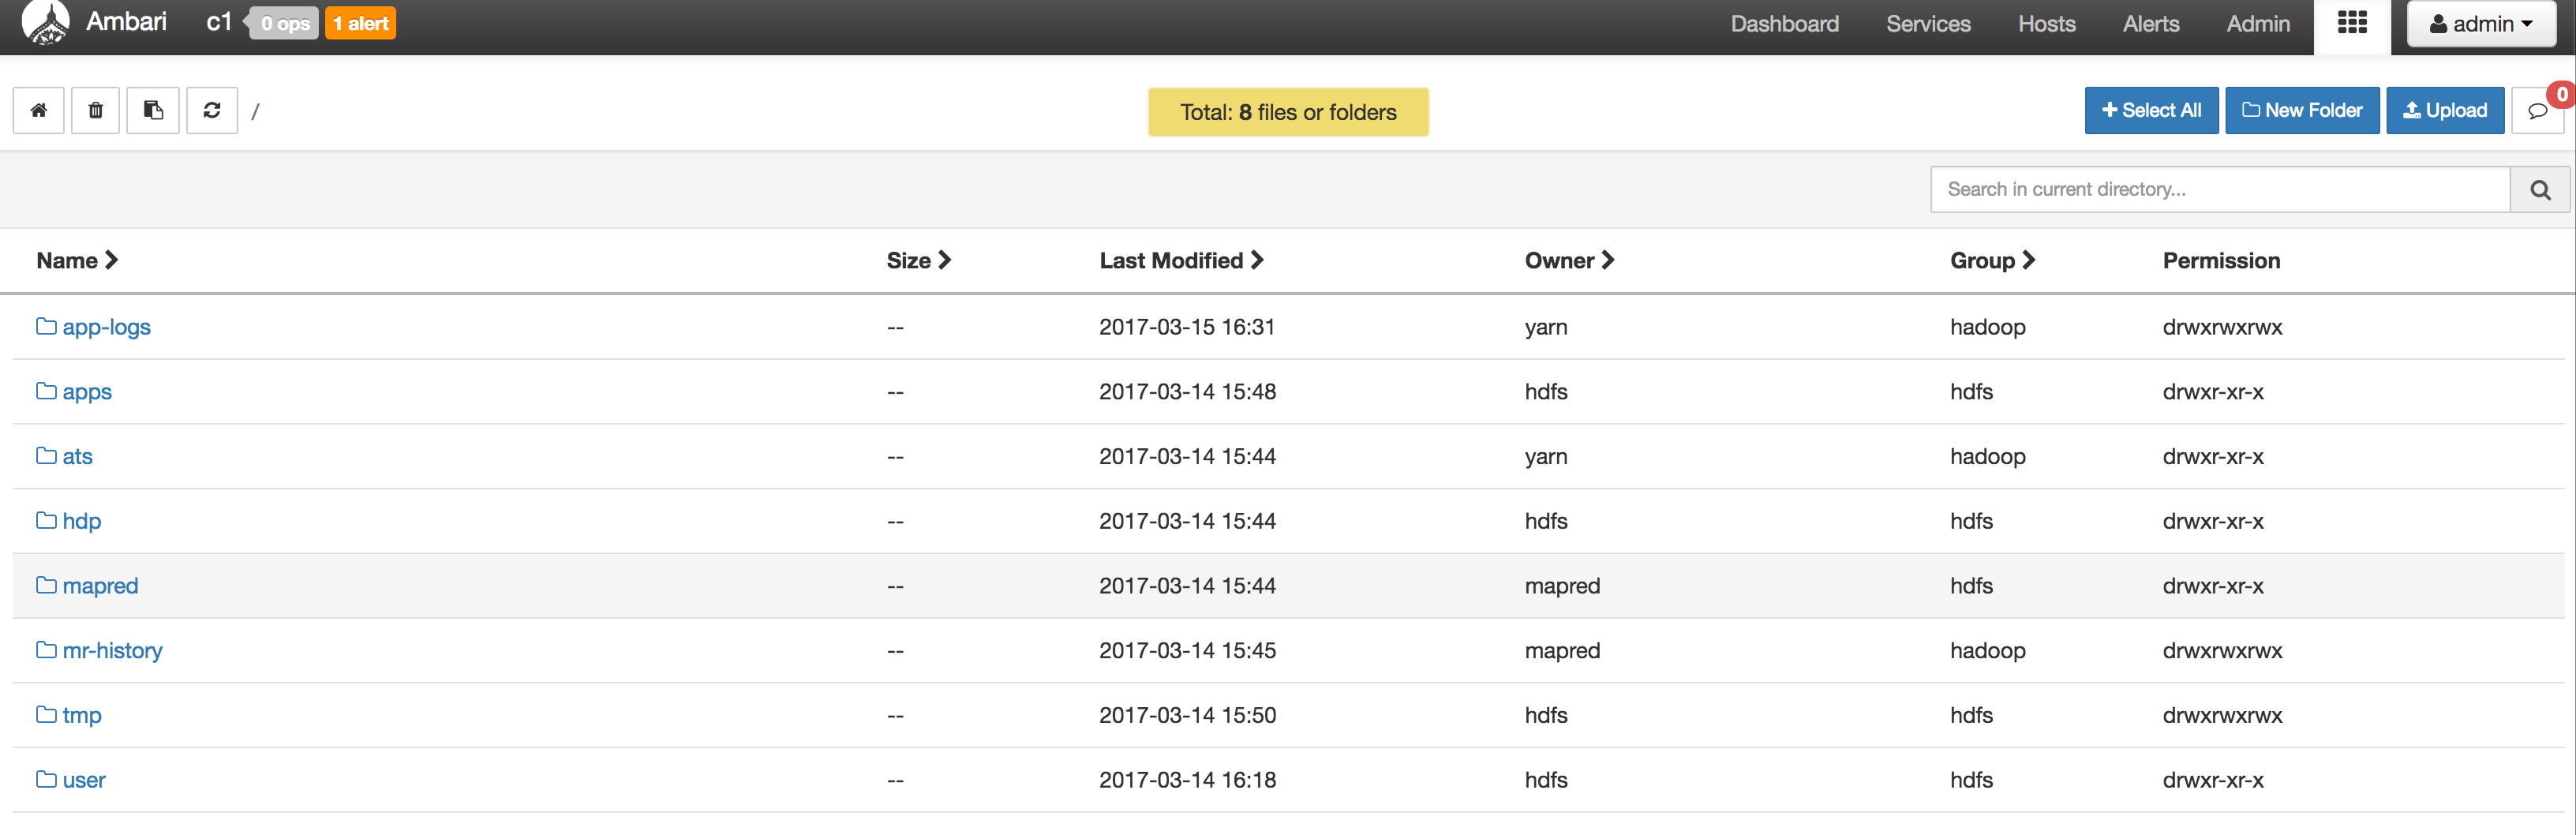 Ambari c1 0 ops 1 alert Dashboard Services Hosts Alerts Admin admin
/ Total: 8 files or folders Select All New Folder Upload 0
Search in current directory...
Name Size Last Modified Owner Group Permission
app-logs -- 2017-03-15 16:31 yarn hadoop drwxrwxrwx
apps -- 2017-03-14 15:48 hdfs hdfs drwxr-xr-x
ats -- 2017-03-14 15:44 yarn hadoop drwxr-xr-x
hdp -- 2017-03-14 15:44 hdfs hdfs drwxr-xr-x
mapred -- 2017-03-14 15:44 mapred hdfs drwxr-xr-x
mr-history -- 2017-03-14 15:45 mapred hadoop drwxrwxrwx
tmp -- 2017-03-14 15:50 hdfs hdfs drwxrwxrwx
user -- 2017-03-14 16:18 hdfs hdfs drwxr-xr-x